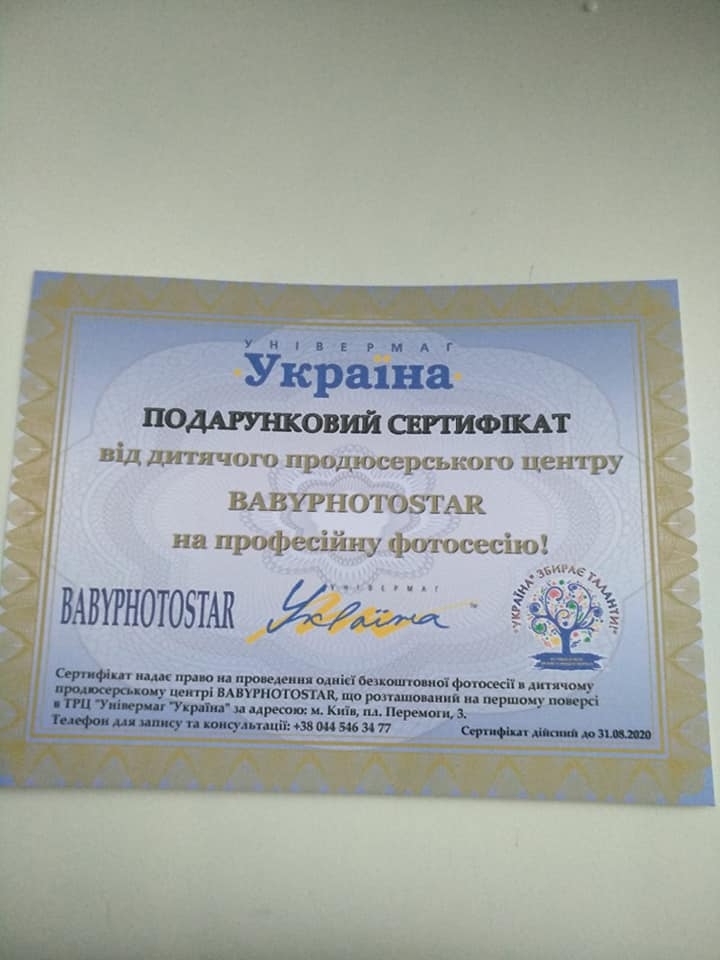 УНІВЕРМАГ
Україна
ПОДАРУНКОВИЙ СЕРТИФІКАТ
від дитячого продюсерського центру
BABYPHOTOSTAR
на професійну фотосесію!
BABYPHOTOSTAR
УНІВЕРМАГ
Україна ™
"УКРАЇНА" ЗБИРАЄ ТАЛАНТИ!
Сертифікат надає право на проведення однієї безкоштовної фотосесії в дитячому
продюсерському центрі BABYPHOTOSTAR, що розташований на першому поверсі
в ТРЦ "Універмаг "Україна" за адресою: м. Київ, пл. Перемоги, 3.
Телефон для запису та консультації: +38 044 546 34 77
Сертифікат дійсний до 31.08.2020